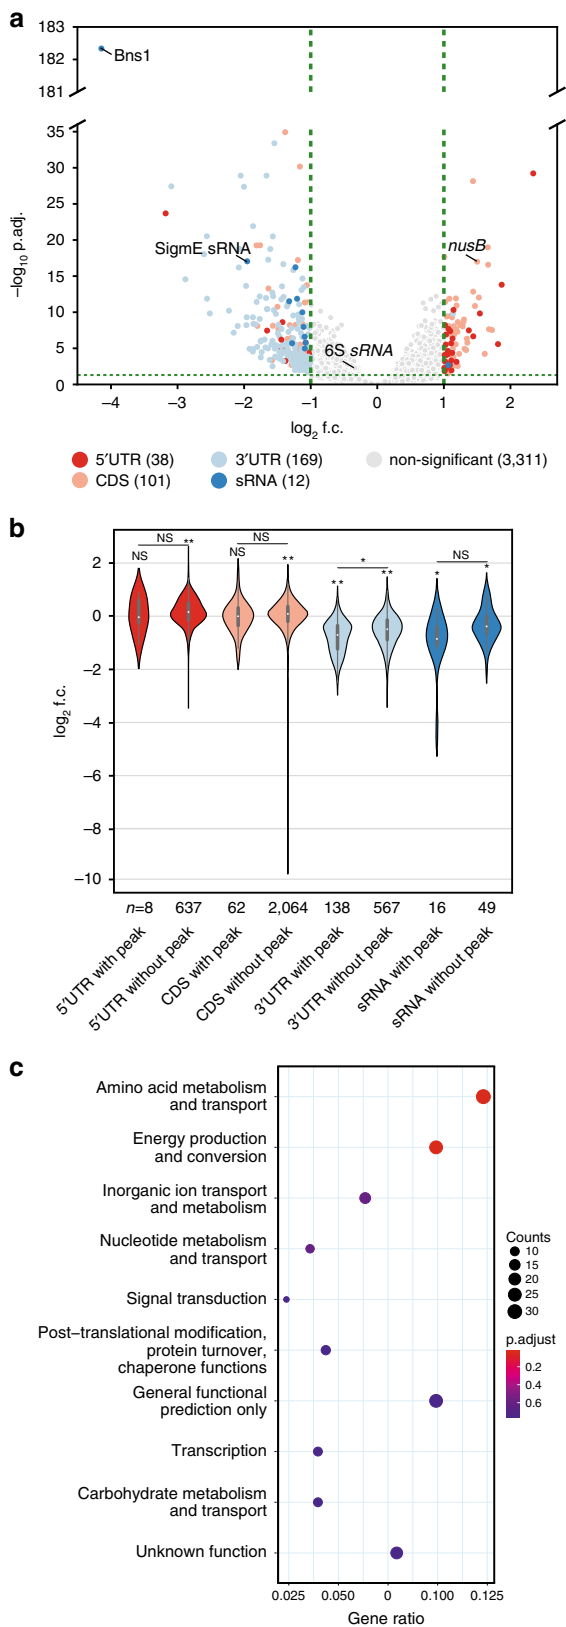 a
183
182
181
35
30
25
20
15
10
5
0
−log10 p.adj.
Bns1
SigmE sRNA
nusB
6S sRNA
−4 −3 −2 −1 0 1 2
log2 f.c.
5′UTR (38) 3′UTR (169) non-significant (3,311)
CDS (101) sRNA (12)
b
NS NS NS
NS ** NS ** ** * ** * *
2
0
−2
−4
−6
−8
−10
log2 f.c.
n=8 637 62 2,064 138 567 16 49
5′UTR with peak
5′UTR without peak
CDS with peak
CDS without peak
3′UTR with peak
3′UTR without peak
sRNA with peak
sRNA without peak
c
Amino acid metabolism
and transport
Energy production
and conversion
Inorganic ion transport
and metabolism
Nucleotide metabolism
and transport
Signal transduction
Post–translational modification,
protein turnover,
chaperone functions
General functional
prediction only
Transcription
Carbohydrate metabolism
and transport
Unknown function
0.025 0.050 0 0.100 0.125
Gene ratio
Counts
10
15
20
25
30
p.adjust
0.2
0.4
0.6